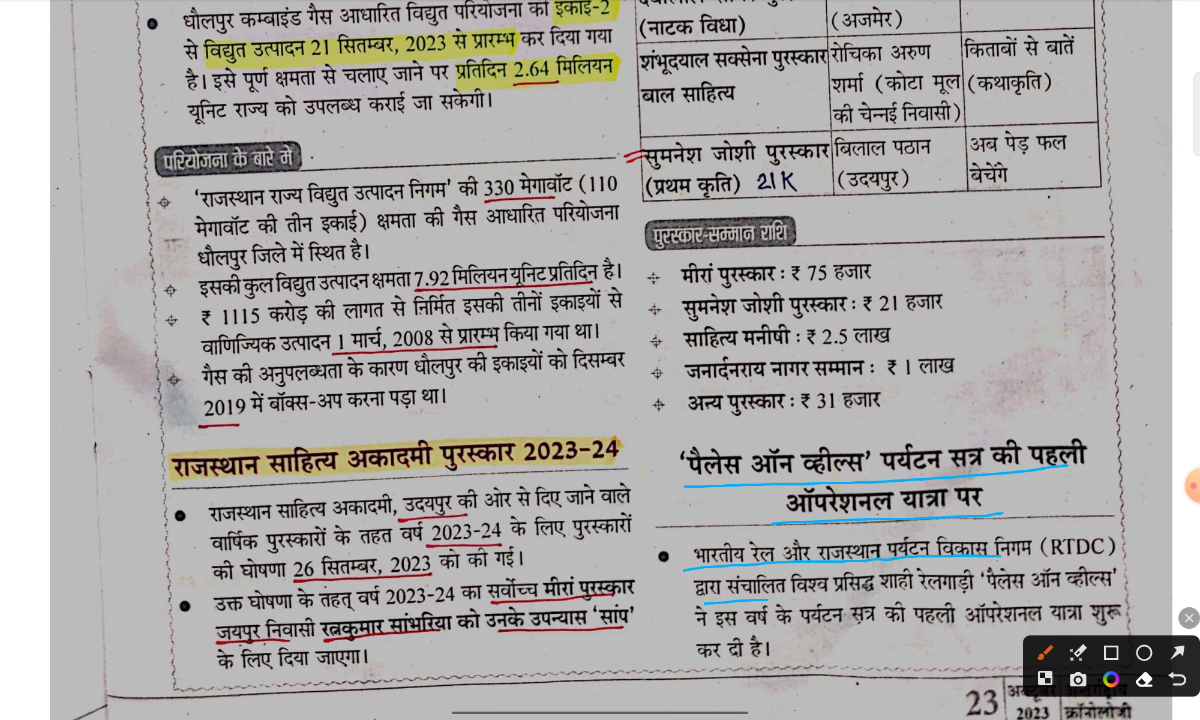 धौलपुर कम्बाइंड गैस आधारित विद्युत परियोजना की इकाई-2
से विद्युत उत्पादन 21 सितम्बर, 2023 से प्रारम्भ कर दिया गया
है। इसे पूर्ण क्षमता से चलाए जाने पर प्रतिदिन 2.64 मिलियन
यूनिट राज्य को उपलब्ध कराई जा सकेगी।
परियोजना के बारे में
'राजस्थान राज्य विद्युत उत्पादन निगम' की 330 मेगावॉट (110
मेगावॉट की तीन इकाई) क्षमता की गैस आधारित परियोजना
धौलपुर जिले में स्थित है।
इसकी कुल विद्युत उत्पादन क्षमता 7.92 मिलियन यूनिट प्रतिदिन है।
₹ 1115 करोड़ की लागत से निर्मित इसकी तीनों इकाइयों से
वाणिज्यिक उत्पादन 1 मार्च, 2008 से प्रारम्भ किया गया था।
गैस की अनुपलब्धता के कारण धौलपुर की इकाइयों को दिसम्बर
2019 में बॉक्स-अप करना पड़ा था।
राजस्थान साहित्य अकादमी पुरस्कार 2023-24
राजस्थान साहित्य अकादमी, उदयपुर की ओर से दिए जाने वाले
वार्षिक पुरस्कारों के तहत वर्ष 2023-24 के लिए पुरस्कारों
की घोषणा 26 सितम्बर, 2023 को की गई।
उक्त घोषणा के तहत् वर्ष 2023-24 का सर्वोच्च मीरां पुरस्कार
जयपुर निवासी रत्नकुमार सांभरिया को उनके उपन्यास 'सांप'
के लिए दिया जाएगा।
(नाटक विधा) (अजमेर)
शंभूदयाल सक्सेना पुरस्कार रोचिका अरुण किताबों से बातें
बाल साहित्य शर्मा (कोटा मूल (कथाकृति)
की चेन्नई निवासी)
सुमनेश जोशी पुरस्कार बिलाल पठान अब पेड़ फल
(प्रथम कृति) 21K (उदयपुर) बेचेंगे
पुरस्कार-सम्मान राशि
मीरां पुरस्कार : ₹ 75 हजार
सुमनेश जोशी पुरस्कार : ₹ 21 हजार
साहित्य मनीषी : ₹ 2.5 लाख
जनार्दनराय नागर सम्मान : ₹ 1 लाख
अन्य पुरस्कार : ₹ 31 हजार
'पैलेस ऑन व्हील्स' पर्यटन सत्र की पहली
ऑपरेशनल यात्रा पर
भारतीय रेल और राजस्थान पर्यटन विकास निगम (RTDC)
द्वारा संचालित विश्व प्रसिद्ध शाही रेलगाड़ी 'पैलेस ऑन व्हील्स'
ने इस वर्ष के पर्यटन सत्र की पहली ऑपरेशनल यात्रा शुरू
कर दी है।
23
2023 क्रॉनोलॉजी